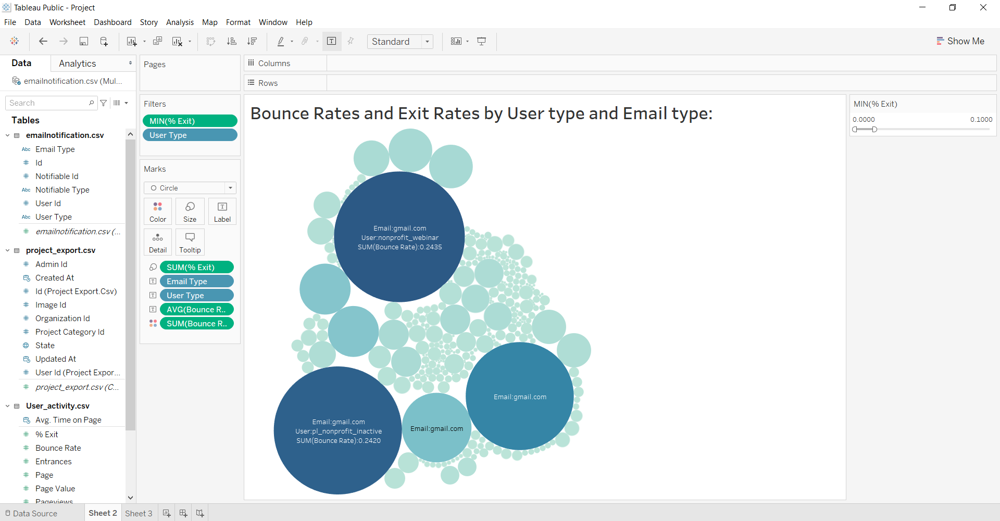 Tableau Public - Project
File Data Worksheet Dashboard Story Analysis Map Format Window Help
Standard
Show Me
Data
Analytics
emailnotification.csv (Mul...
Search
Tables
emailnotification.csv
Abc Email Type
# Id
# Notifiable Id
Abc Notifiable Type
# User Id
Abc User Type
# emailnotification.csv (...
project_export.csv
# Admin Id
Created At
# Id (Project Export.Csv)
# Image Id
# Organization Id
# Project Category Id
State
Updated At
# User Id (Project Expor...
# project_export.csv (C...
User_activity.csv
Avg. Time on Page
# % Exit
# Bounce Rate
# Entrances
# Page
# Page Value
# Pageviews
Pages
Filters
MIN(% Exit)
User Type
Marks
Circle
Color
Size
T
Label
Detail
Tooltip
SUM(% Exit)
T Email Type
T User Type
T AVG(Bounce R..
SUM(Bounce R..
Columns
Rows
Bounce Rates and Exit Rates by User type and Email type:
Email:gmail.com
User:nonprofit_webinar
SUM(Bounce Rate):0.2435
Email:gmail.com
Email:gmail.com
User:pl_nonprofit_inactive
SUM(Bounce Rate):0.2420
Email:gmail.com
MIN(% Exit)
0.0000
0.1000
Data Source
Sheet 2
Sheet 3